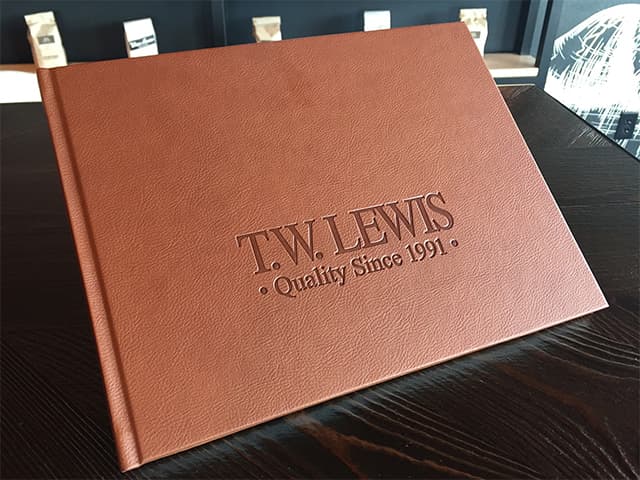 T.W. LEWIS
• Quality Since 1991 •